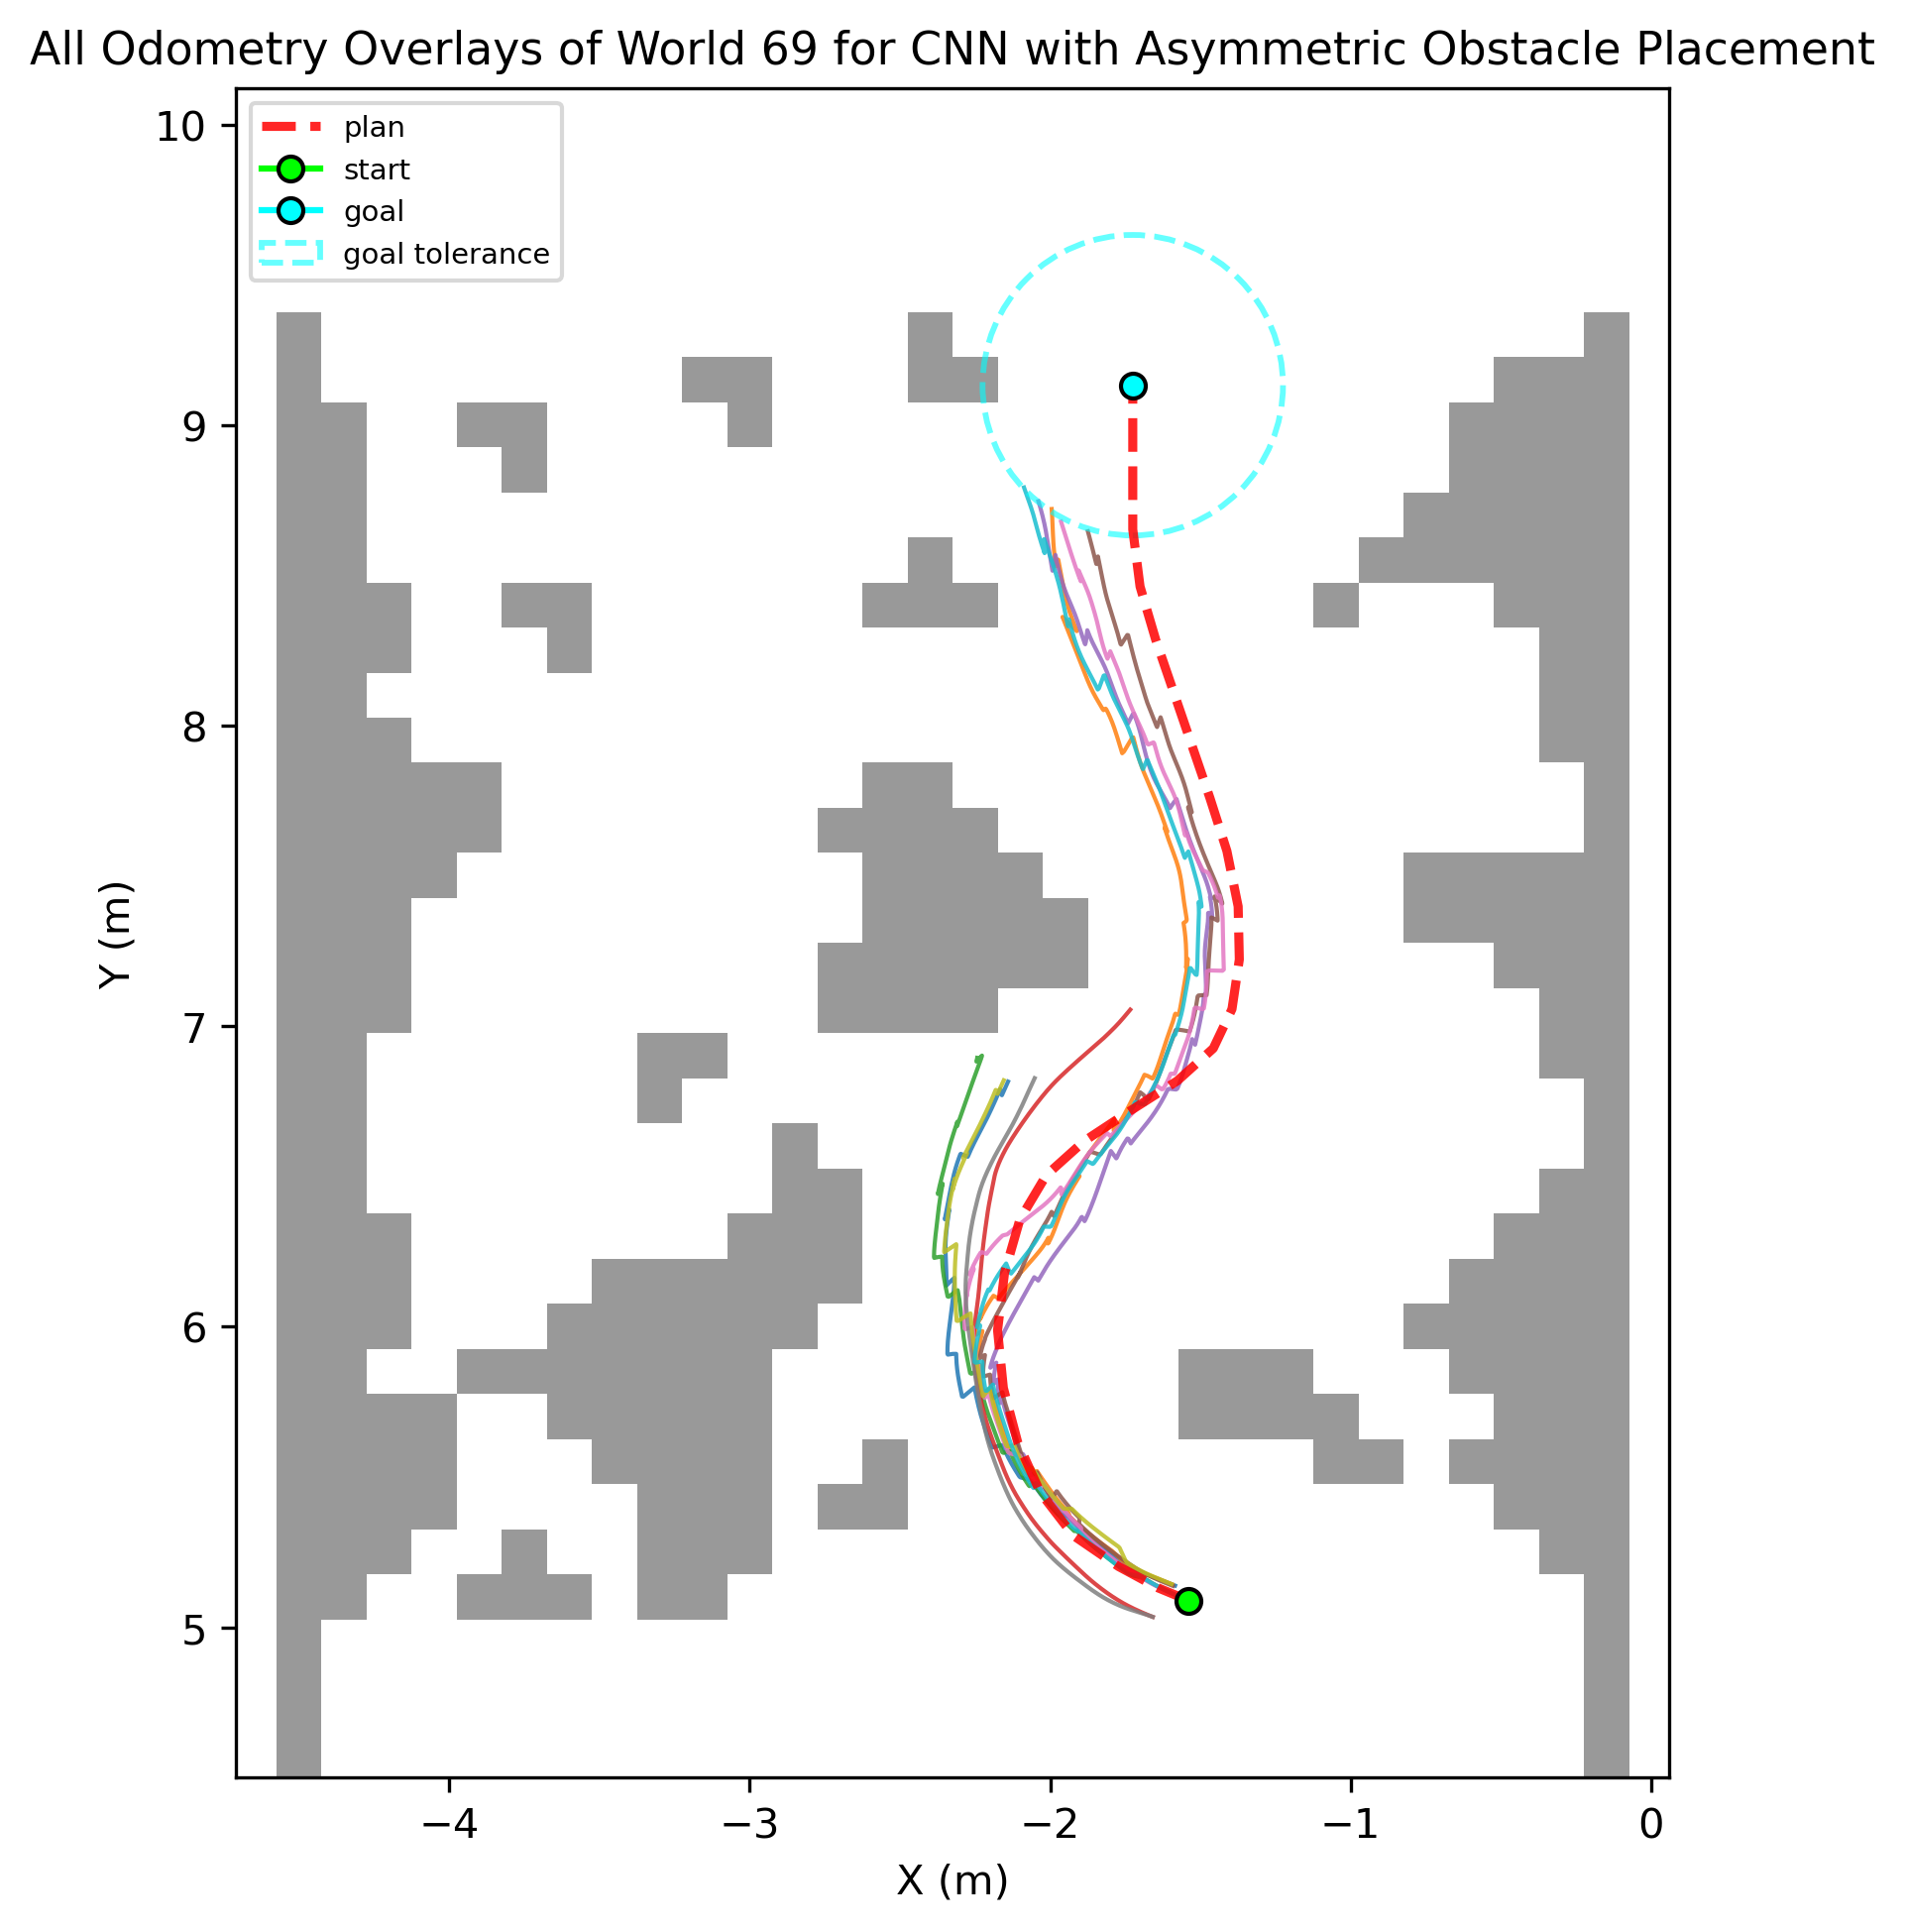 All Odometry Overlays of World 69 for CNN with Asymmetric Obstacle Placement
plan
start
goal
goal tolerance
10
9
8
7
6
5
Y (m)
−4
−3
−2
−1
0
X (m)